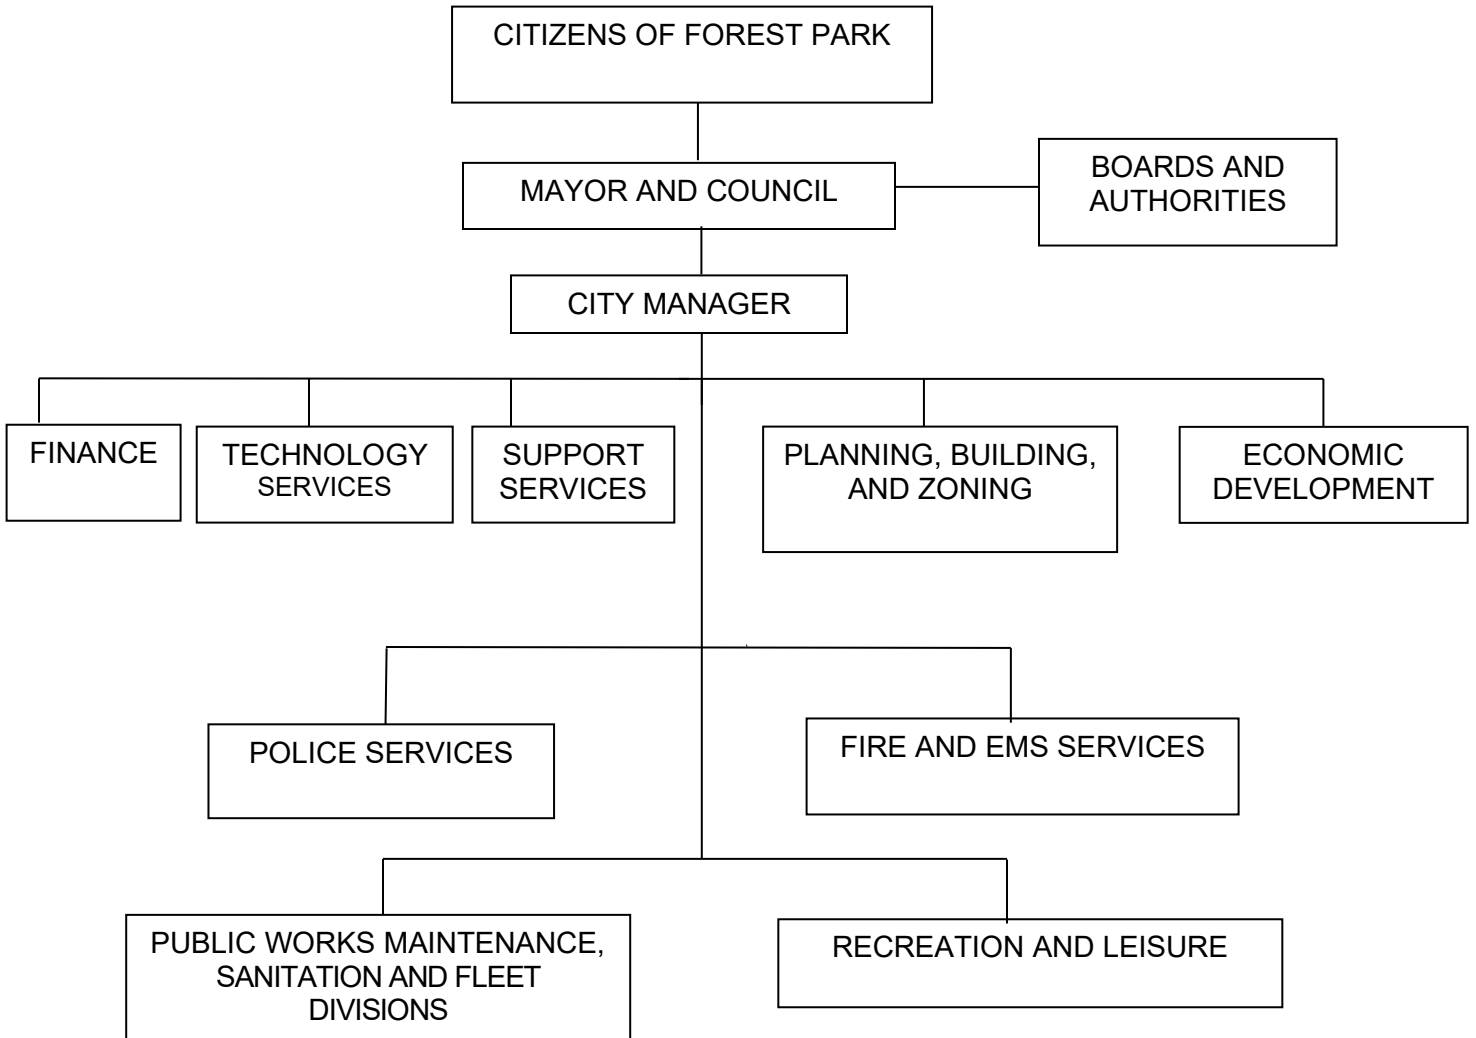 CITIZENS OF FOREST PARK
MAYOR AND COUNCIL
BOARDS AND
AUTHORITIES
CITY MANAGER
FINANCE
TECHNOLOGY
SERVICES
SUPPORT
SERVICES
PLANNING, BUILDING,
AND ZONING
ECONOMIC
DEVELOPMENT
POLICE SERVICES
FIRE AND EMS SERVICES
PUBLIC WORKS MAINTENANCE,
SANITATION AND FLEET
DIVISIONS
RECREATION AND LEISURE